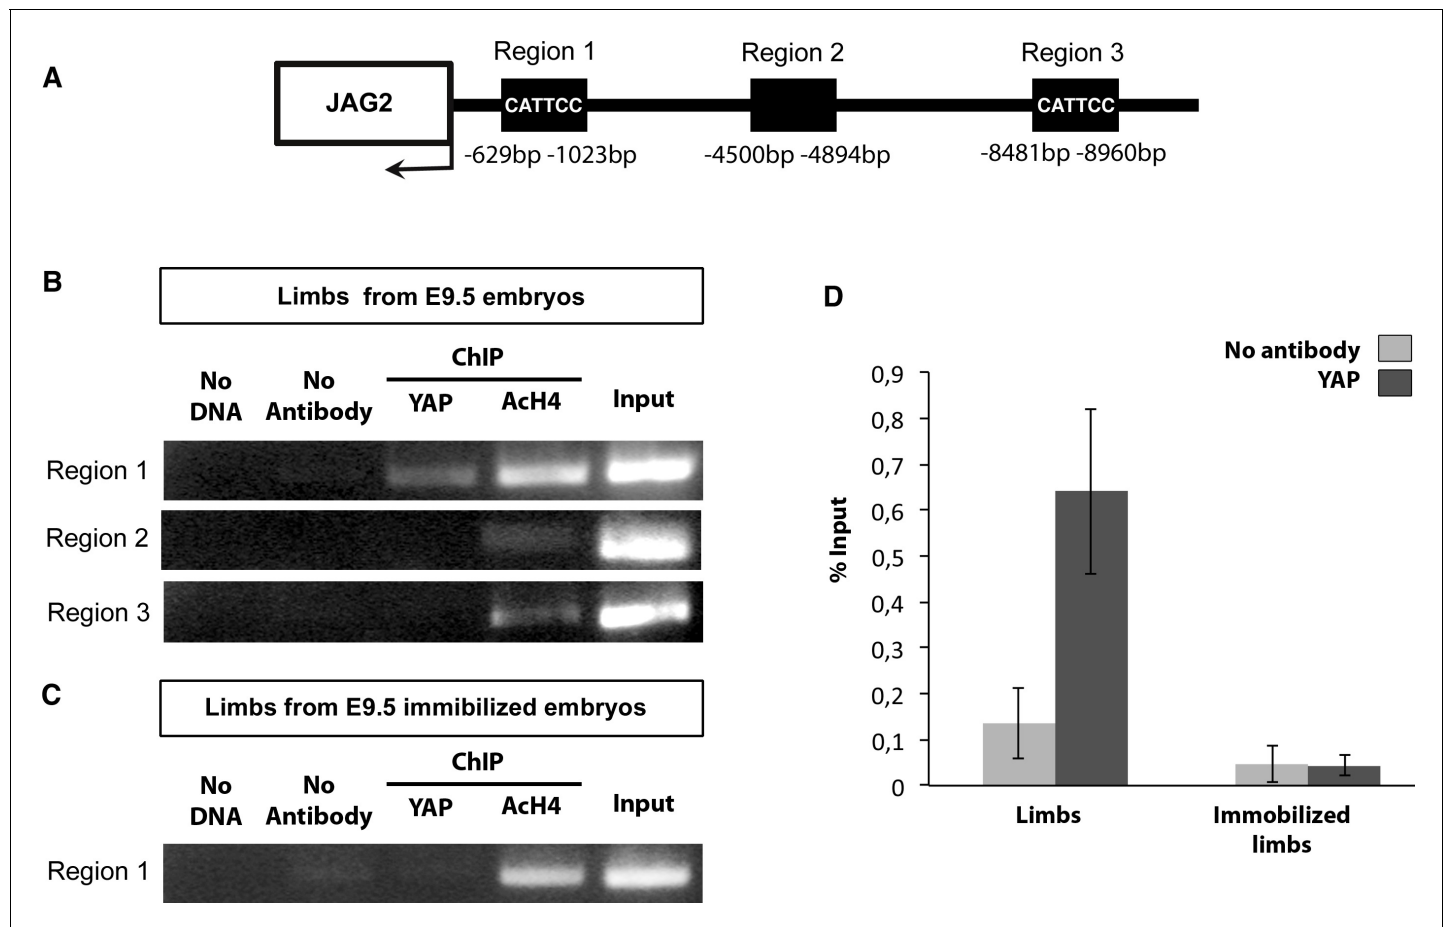 A
Region 1
Region 2
Region 3
JAG2
CATTCC
CATTCC
-629bp -1023bp
-4500bp -4894bp
-8481bp -8960bp
B
Limbs from E9.5 embryos
ChIP
No DNA
No Antibody
YAP
AcH4
Input
Region 1
Region 2
Region 3
C
Limbs from E9.5 immibilized embryos
ChIP
No DNA
No Antibody
YAP
AcH4
Input
Region 1
D
No antibody
YAP
% Input
0,9
0,8
0,7
0,6
0,5
0,4
0,3
0,2
0,1
0
Limbs
Immobilized
limbs